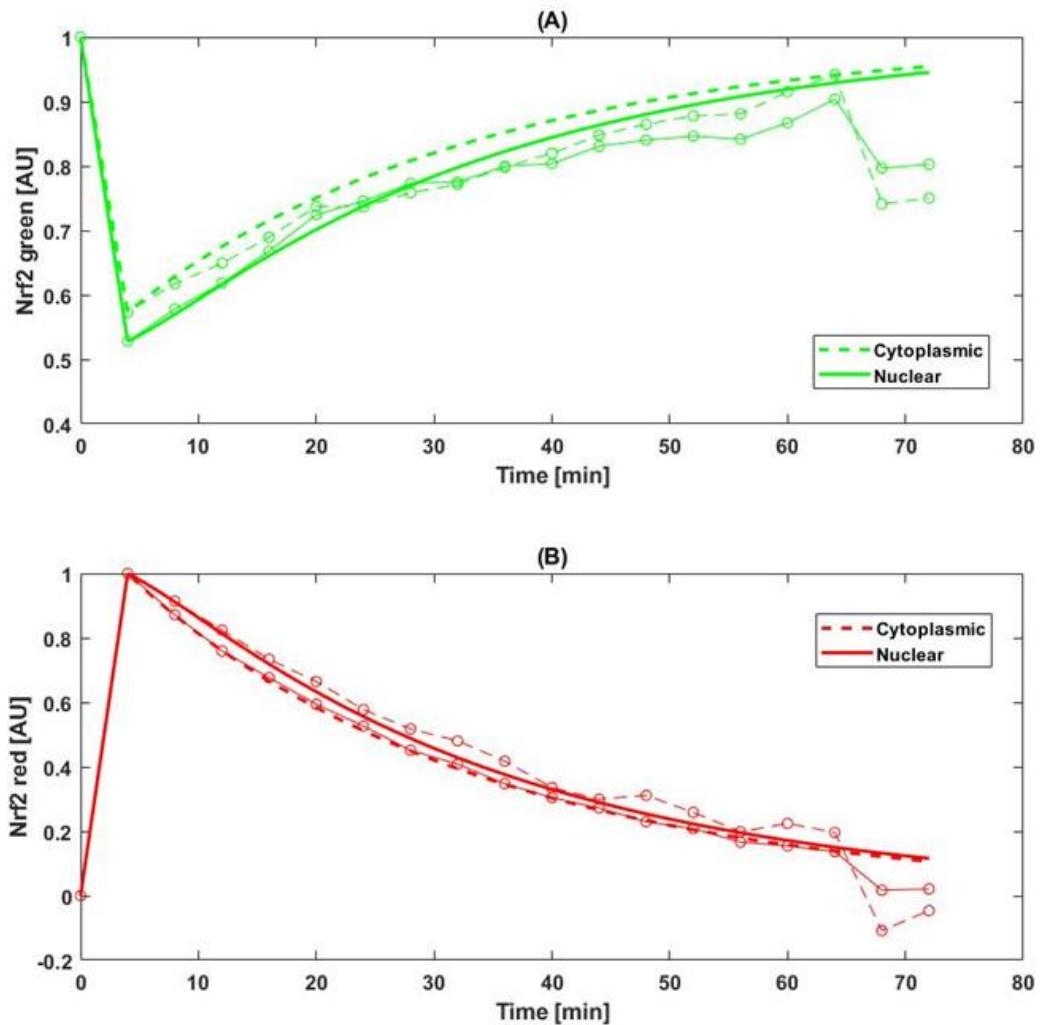 (A)
1
0.9
0.8
0.7
0.6
0.5
0.4
Nrf2 green [AU]
Cytoplasmic
Nuclear
0 10 20 30 40 50 60 70 80
Time [min]
(B)
1
0.8
0.6
0.4
0.2
0
-0.2
Nrf2 red [AU]
Cytoplasmic
Nuclear
0 10 20 30 40 50 60 70 80
Time [min]